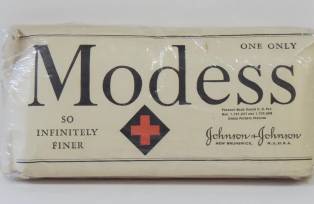 ONE ONLY
Modess
SO
INFINITELY
FINER
Johnson & Johnson
NEW BRUNSWICK, N.J., U.S.A.